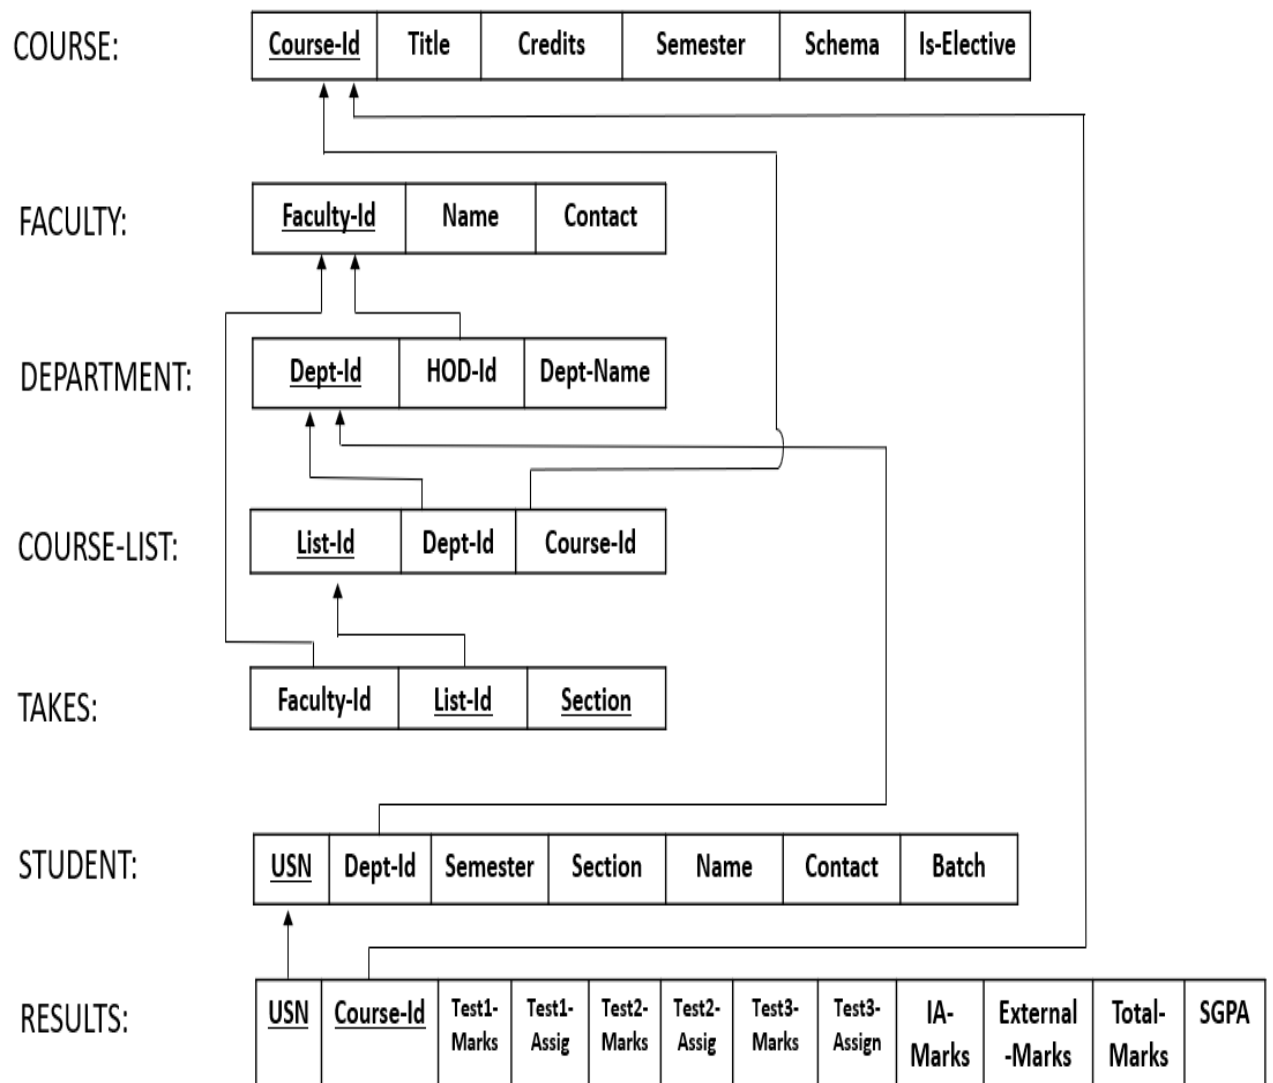 COURSE: Course-Id Title Credits Semester Schema Is-Elective
FACULTY: Faculty-Id Name Contact
DEPARTMENT: Dept-Id HOD-Id Dept-Name
COURSE-LIST: List-Id Dept-Id Course-Id
TAKES: Faculty-Id List-Id Section
STUDENT: USN Dept-Id Semester Section Name Contact Batch
RESULTS: USN Course-Id Test1- Test1- Test2- Test2- Test3- Test3- IA- External Total- SGPA
Marks Assig Marks Assig Marks Assign Marks -Marks Marks